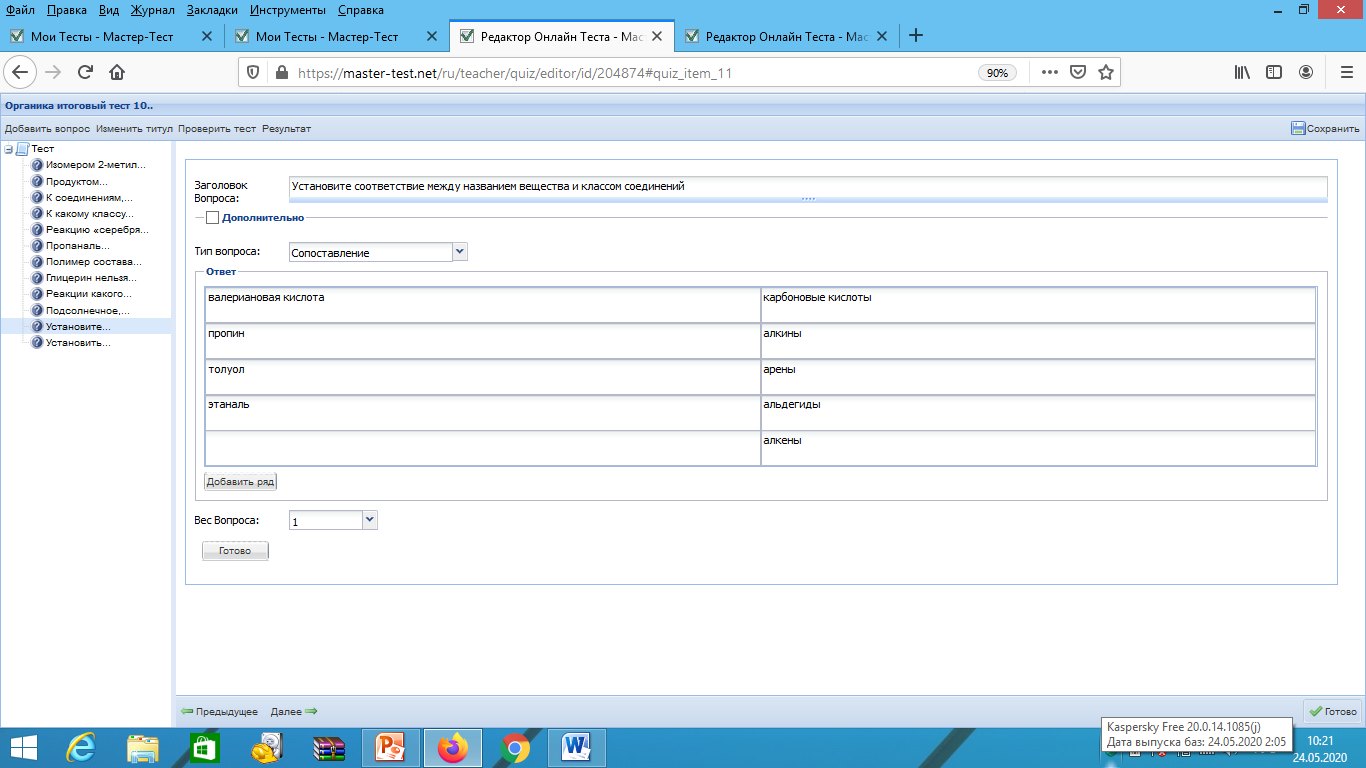 Файл Правка Вид Журнал Закладки Инструменты Справка
Мои Тесты - Мастер-Тест Мои Тесты - Мастер-Тест Редактор Онлайн Теста - Мас Редактор Онлайн Теста - Мас
https://master-test.net/ru/teacher/quiz/editor/id/204874#quiz_item_11 90%
Органика итоговый тест 10..
Добавить вопрос Изменить титул Проверить тест Результат Сохранить
Тест
Изомером 2-метил...
Продуктом...
К соединениям,...
К какому классу...
Реакцию «серебря...
Пропаналь...
Полимер состава...
Глицерин нельзя...
Реакции какого...
Подсолнечное,...
Установите...
Установить...
Заголовок Вопроса:
Установите соответствие между названием вещества и классом соединений
Дополнительно
Тип вопроса: Сопоставление
Ответ
валериановая кислота карбоновые кислоты
пропин алкины
толуол арены
этаналь альдегиды
алкены
Добавить ряд
Вес Вопроса: 1
Готово
Предыдущее Далее Готово
Kaspersky Free 20.0.14.1085(j)
Дата выпуска баз: 24.05.2020 2:05
10:21
24.05.2020